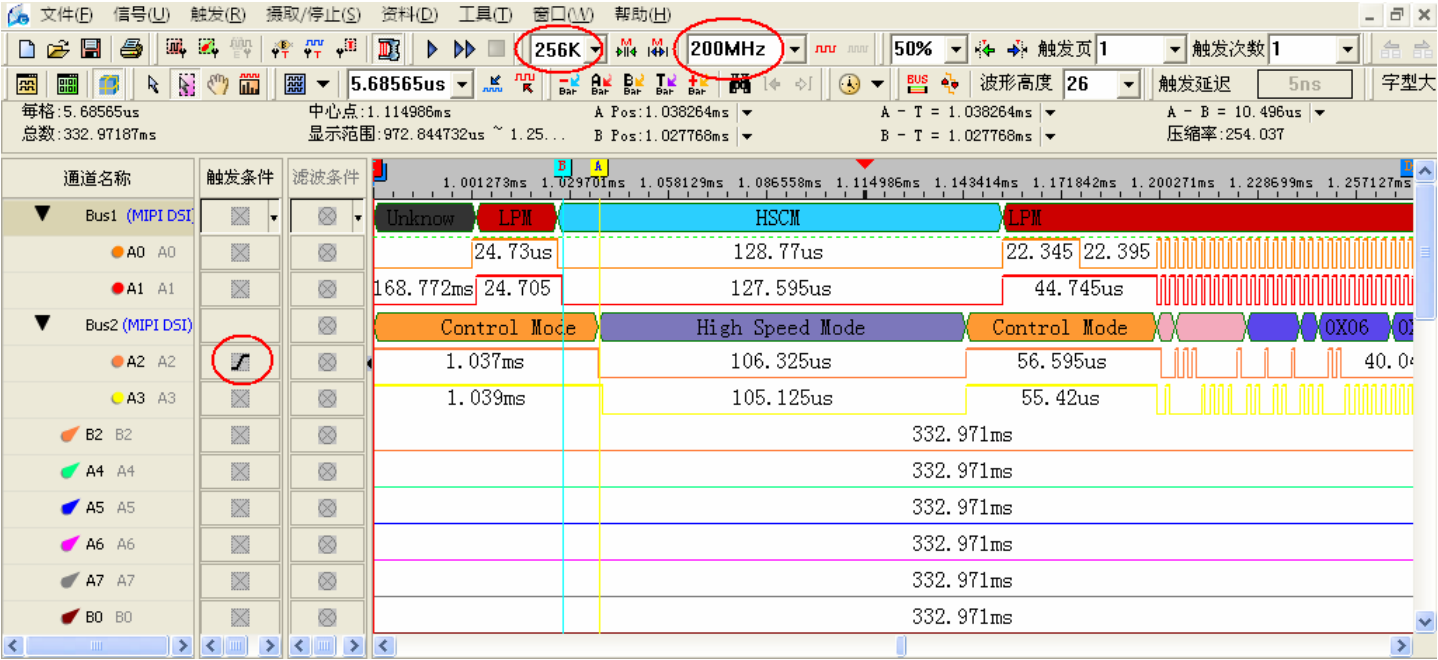 文件(F) 信号(U) 触发(R) 摄取/停止(S) 资料(D) 工具(T) 窗口(W) 帮助(H)
256K 200MHz 50% 触发页 1 触发次数 1
5.68565us Bar A Bar B Bar T Bar Bar BUS 波形高度 26 触发延迟 5ns 字型大
每格:5.68565us 中心点:1.114986ms A Pos:1.038264ms A - T = 1.038264ms A - B = 10.496us
总数:332.97187ms 显示范围:972.844732us ~ 1.25... B Pos:1.027768ms B - T = 1.027768ms 压缩率:254.037
通道名称 触发条件 滤波条件 B A D
1.001273ms 1.029701ms 1.058129ms 1.086558ms 1.114986ms 1.143414ms 1.171842ms 1.200271ms 1.228699ms 1.257127ms
Bus1 (MIPI DSI) Unknow LPM HSCM LPM
A0 A0 24.73us 128.77us 22.345 22.395
A1 A1 168.772ms 24.705 127.595us 44.745us
Bus2 (MIPI DSI) Control Mode High Speed Mode Control Mode 0X06
A2 A2 1.037ms 106.325us 56.595us 40.04
A3 A3 1.039ms 105.125us 55.42us
B2 B2 332.971ms
A4 A4 332.971ms
A5 A5 332.971ms
A6 A6 332.971ms
A7 A7 332.971ms
B0 B0 332.971ms